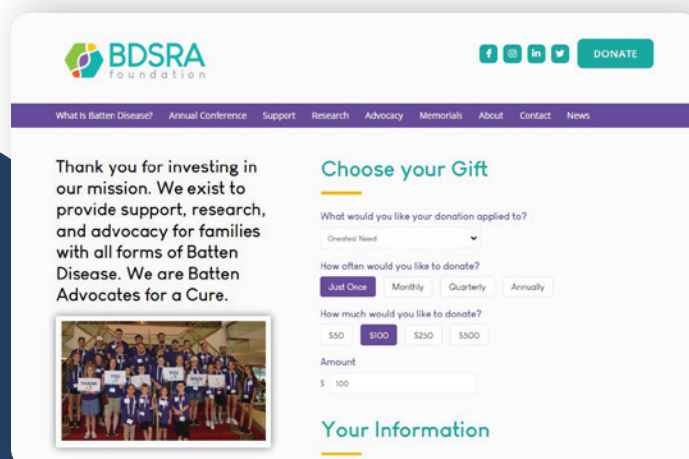 BDSRA
foundation
DONATE
What Is Batten Disease? Annual Conference Support Research Advocacy Memorials About Contact News
Thank you for investing in
our mission. We exist to
provide support, research,
and advocacy for families
with all forms of Batten
Disease. We are Batten
Advocates for a Cure.
THANK
YOU
Choose your Gift
What would you like your donation applied to?
Greatest Need
How often would you like to donate?
Just Once Monthly Quarterly Annually
How much would you like to donate?
$50 $100 $250 $500
Amount
$ 100
Your Information